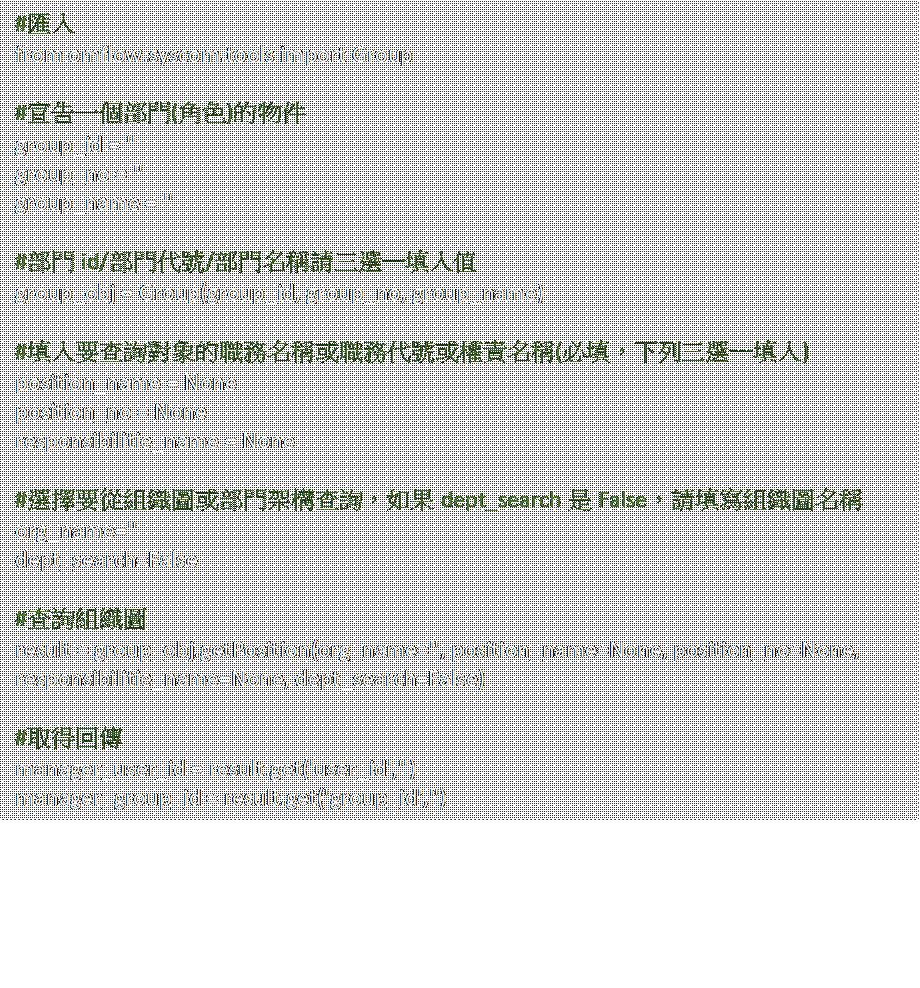 #匯入
from omflow.syscom.tools import Group
#宣告一個部門(角色)的物件
group_id = ''
group_no = ''
group_name = ''
#部門 id/部門代號/部門名稱請三選一填入值
group_obj = Group(group_id, group_no, group_name)
#填入要查詢對象的職務名稱或職務代號或權責名稱(必填，下列三選一填入)
position_name = None
position_no = None
responsibilitie_name = None
#選擇要從組織圖或部門架構查詢，如果 dept_search 是 False，請填寫組織圖名稱
org_name=''
dept_search=False
#查詢組織圖
result = group_obj.getPosition(org_name='', position_name=None, position_no=None,
responsibilitie_name=None, dept_search=False)
#取得回傳
manager_user_id = result.get('user_id','')
manager_group_id = result.get('group_id','')